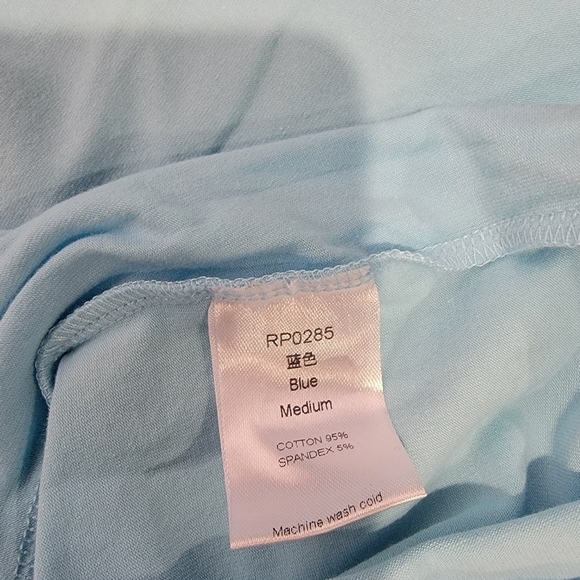 RP0285
蓝色
Blue
Medium
COTTON 95%
SPANDEX 5%
Machine wash cold